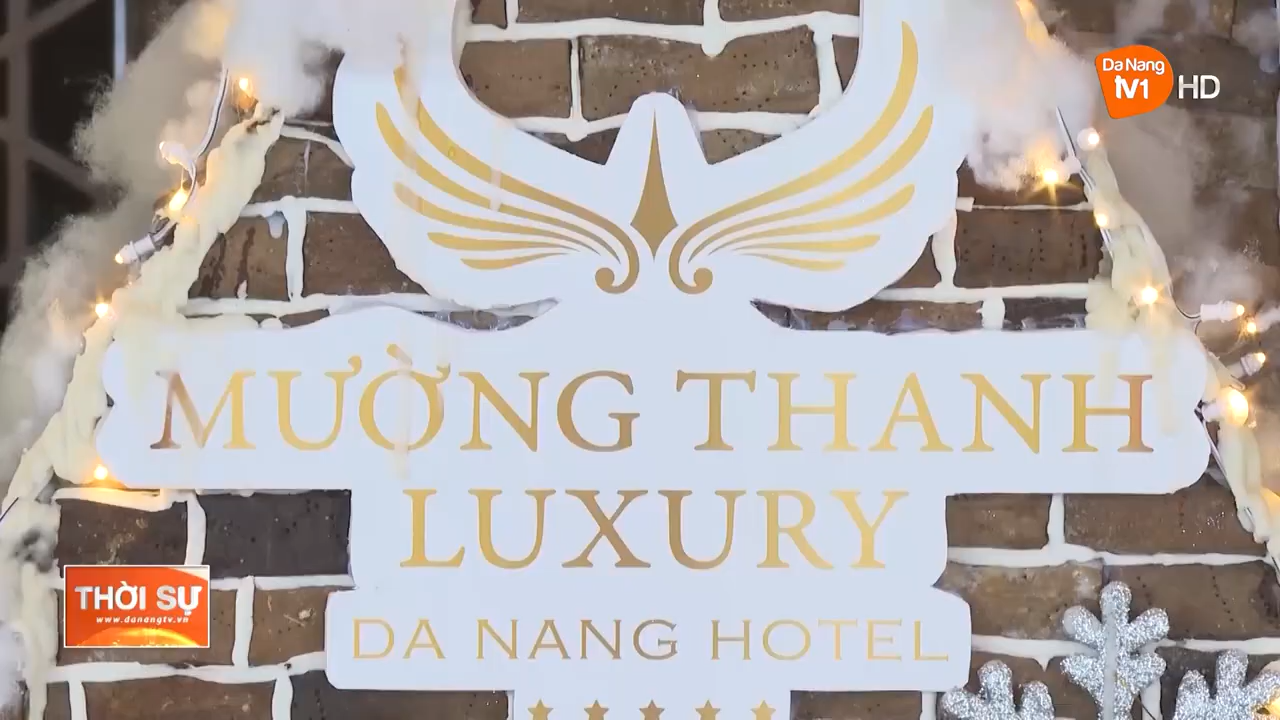 Da Nang
tv1 HD
MƯỜNG THANH
LUXURY
DA NANG HOTEL
THỜI SỰ
www.danangtv.vn